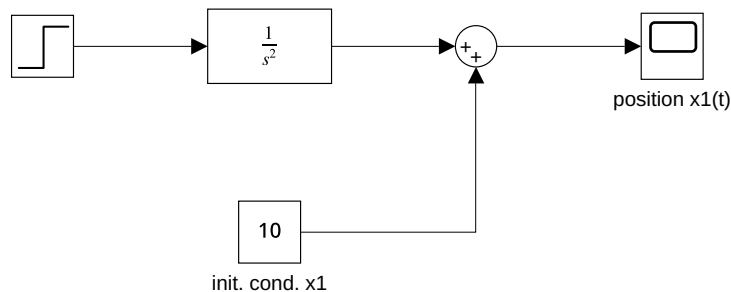 1
s²
+
+
position x1(t)
10
init. cond. x1